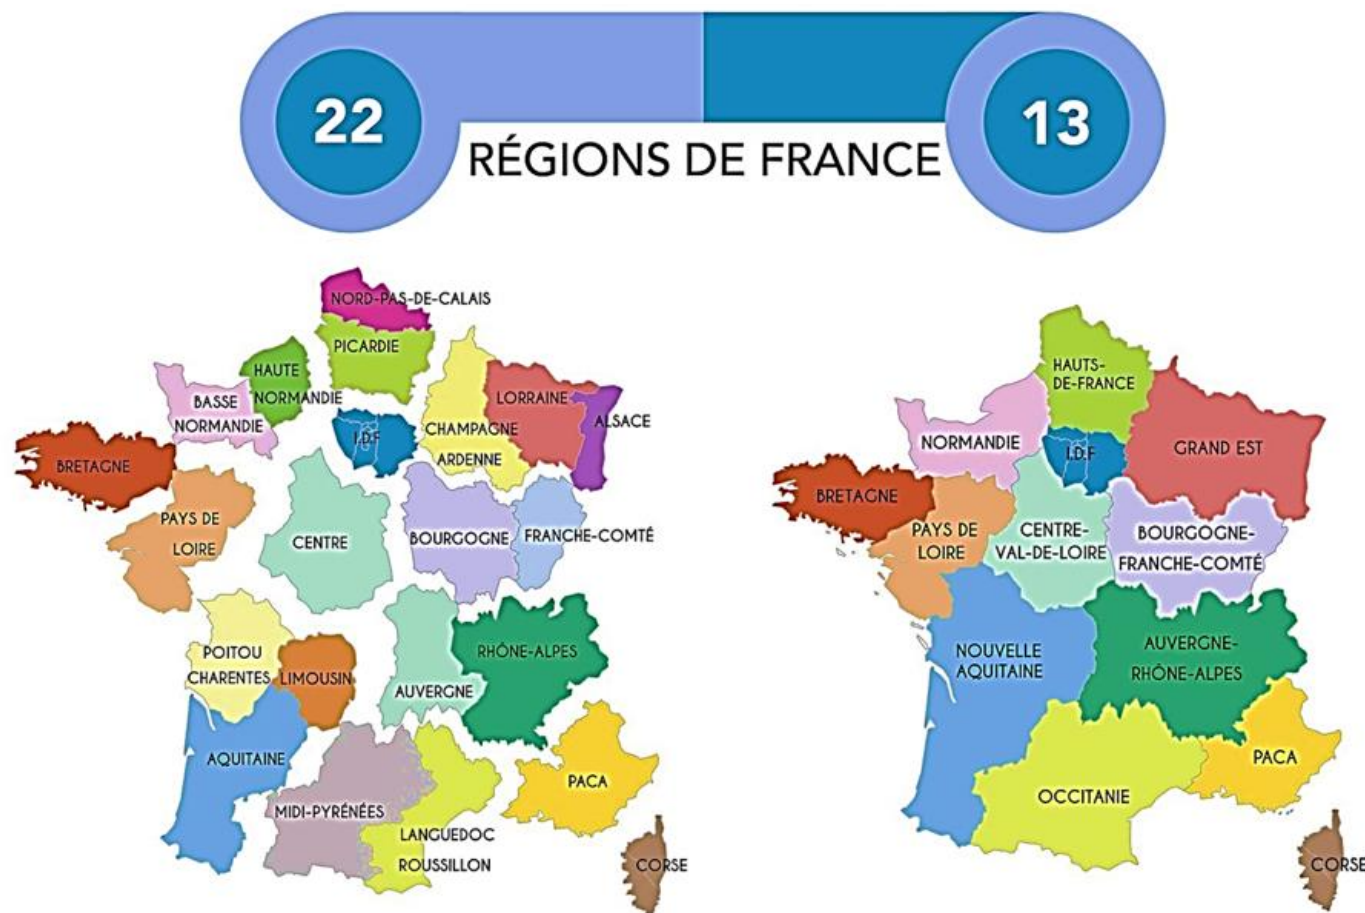 22
13
RÉGIONS DE FRANCE
NORD-PAS-DE-CALAIS
PICARDIE
HAUTE
NORMANDIE
BASSE
NORMANDIE
LORRAINE
ALSACE
CHAMPAGNE
ARDENNE
I.D.F
BRETAGNE
PAYS DE
LOIRE
CENTRE
BOURGOGNE
FRANCHE-COMTÉ
POITOU
CHARENTES
LIMOUSIN
AUVERGNE
RHÔNE-ALPES
AQUITAINE
MIDI-PYRÉNÉES
LANGUEDOC
ROUSSILLON
PACA
CORSE
HAUTS-
DE-FRANCE
NORMANDIE
I.D.F
GRAND EST
BRETAGNE
PAYS DE
LOIRE
CENTRE-
VAL-DE-LOIRE
BOURGOGNE-
FRANCHE-COMTÉ
NOUVELLE
AQUITAINE
AUVERGNE-
RHÔNE-ALPES
OCCITANIE
PACA
CORSE